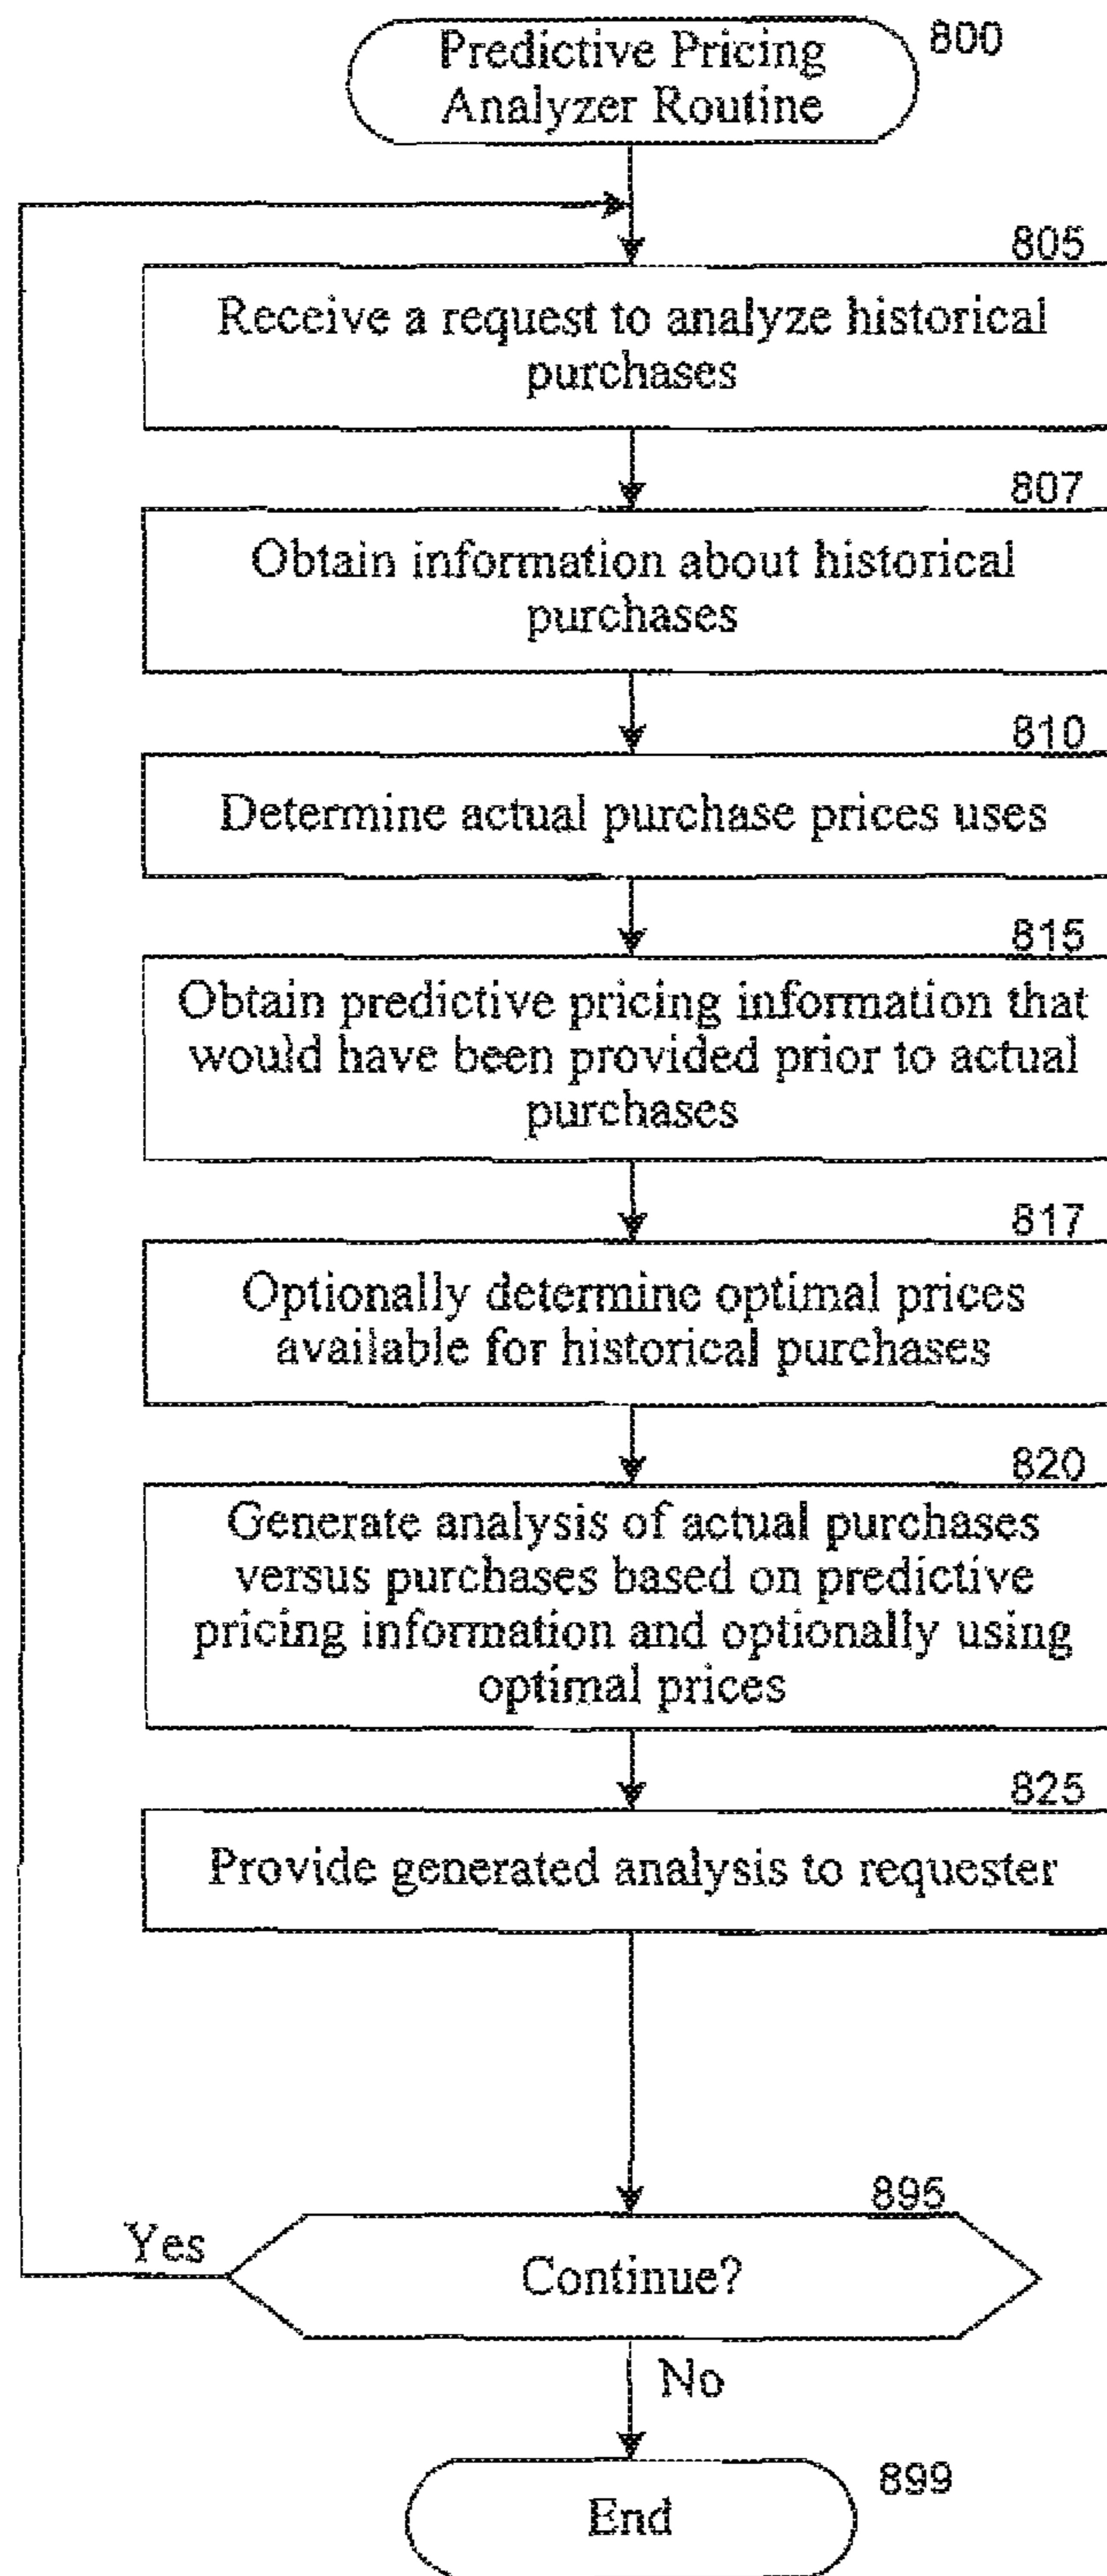 Predictive Pricing
Analyzer Routine
800
805
Receive a request to analyze historical
purchases
807
Obtain information about historical
purchases
810
Determine actual purchase prices uses
815
Obtain predictive pricing information that
would have been provided prior to actual
purchases
817
Optionally determine optimal prices
available for historical purchases
820
Generate analysis of actual purchases
versus purchases based on predictive
pricing information and optionally using
optimal prices
825
Provide generated analysis to requester
895
Yes
Continue?
No
899
End